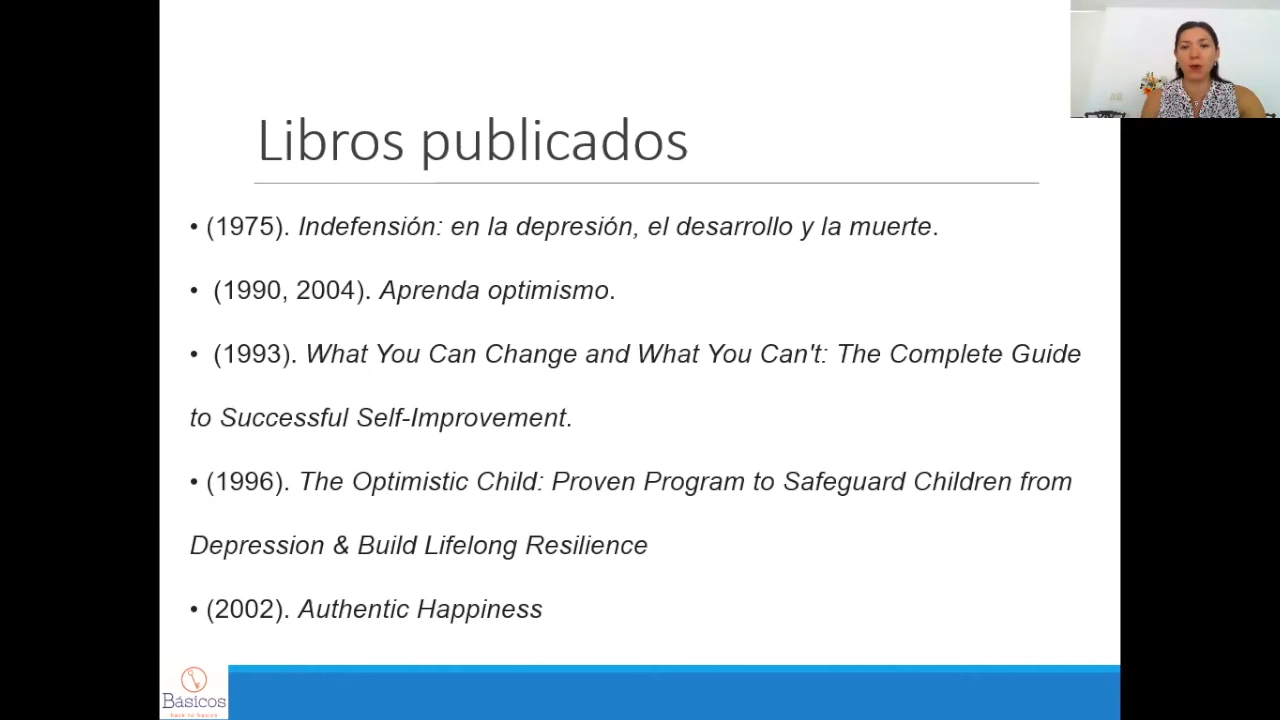 Libros publicados
• (1975). Indefensión: en la depresión, el desarrollo y la muerte.
• (1990, 2004). Aprenda optimismo.
• (1993). What You Can Change and What You Can't: The Complete Guide
to Successful Self-Improvement.
• (1996). The Optimistic Child: Proven Program to Safeguard Children from
Depression & Build Lifelong Resilience
• (2002). Authentic Happiness
Básicos
back to basics